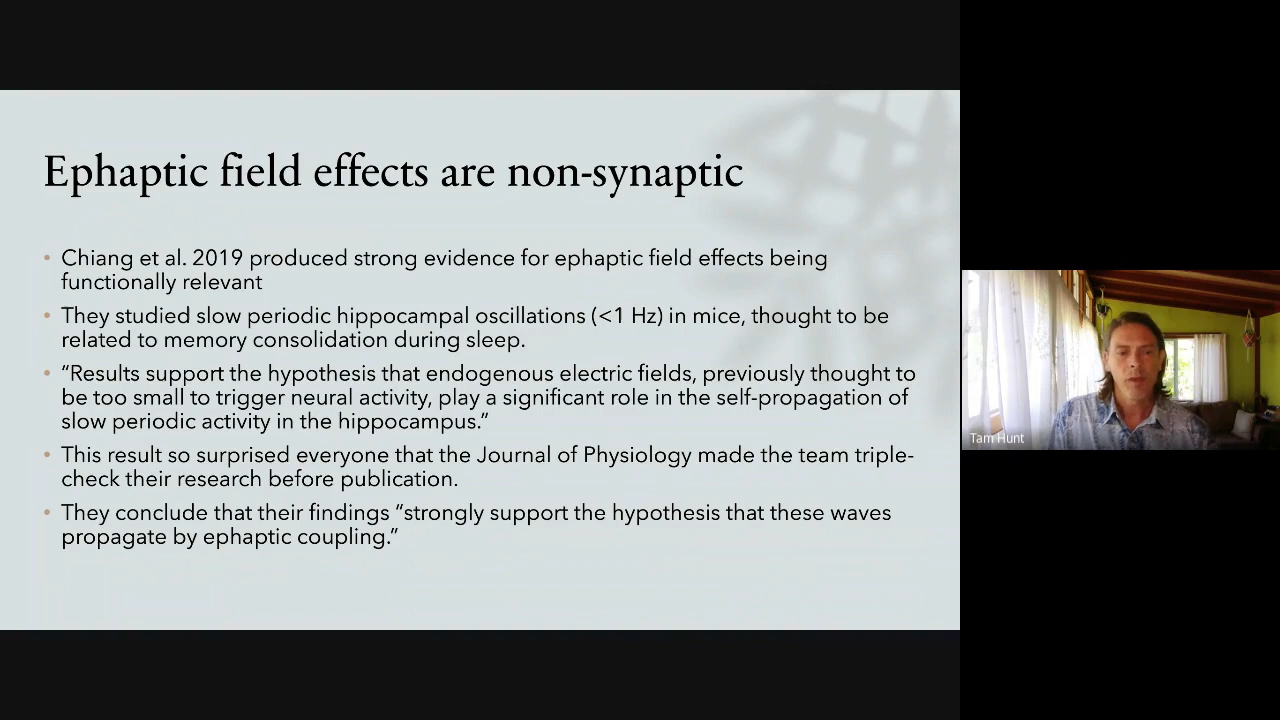 Ephaptic field effects are non-synaptic
• Chiang et al. 2019 produced strong evidence for ephaptic field effects being
functionally relevant
• They studied slow periodic hippocampal oscillations (<1 Hz) in mice, thought to be
related to memory consolidation during sleep.
• “Results support the hypothesis that endogenous electric fields, previously thought to
be too small to trigger neural activity, play a significant role in the self-propagation of
slow periodic activity in the hippocampus.”
• This result so surprised everyone that the Journal of Physiology made the team triple-
check their research before publication.
• They conclude that their findings “strongly support the hypothesis that these waves
propagate by ephaptic coupling.”
Tam Hunt